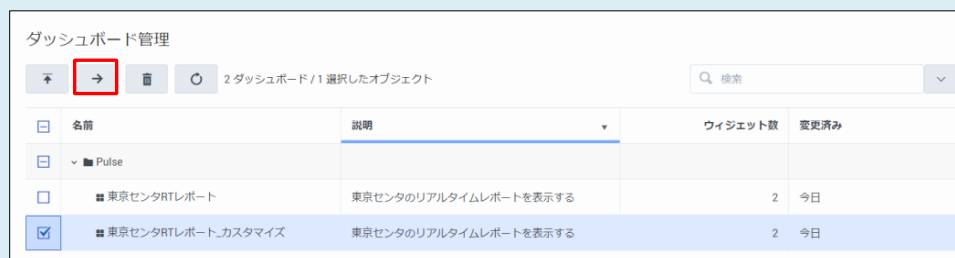 ダッシュボード管理
2 ダッシュボード / 1 選択したオブジェクト 検索
名前 説明 ウィジェット数 変更済み
Pulse
東京センタRTレポート 東京センタのリアルタイムレポートを表示する 2 今日
東京センタRTレポート_カスタマイズ 東京センタのリアルタイムレポートを表示する 2 今日